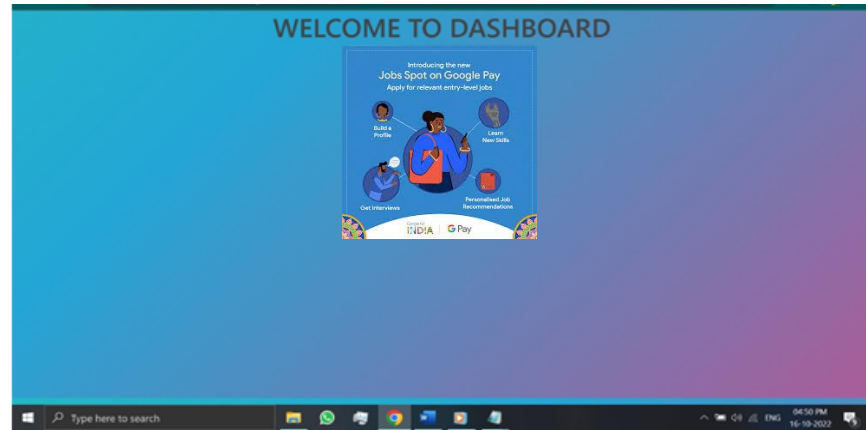 WELCOME TO DASHBOARD
Introducing the new
Jobs Spot on Google Pay
Apply for relevant entry-level jobs
Build a
Profile
Learn
New Skills
Get Interviews
Personalised Job
Recommendations
Google for
INDIA
G Pay
Type here to search
ENG
04:50 PM
16-10-2022